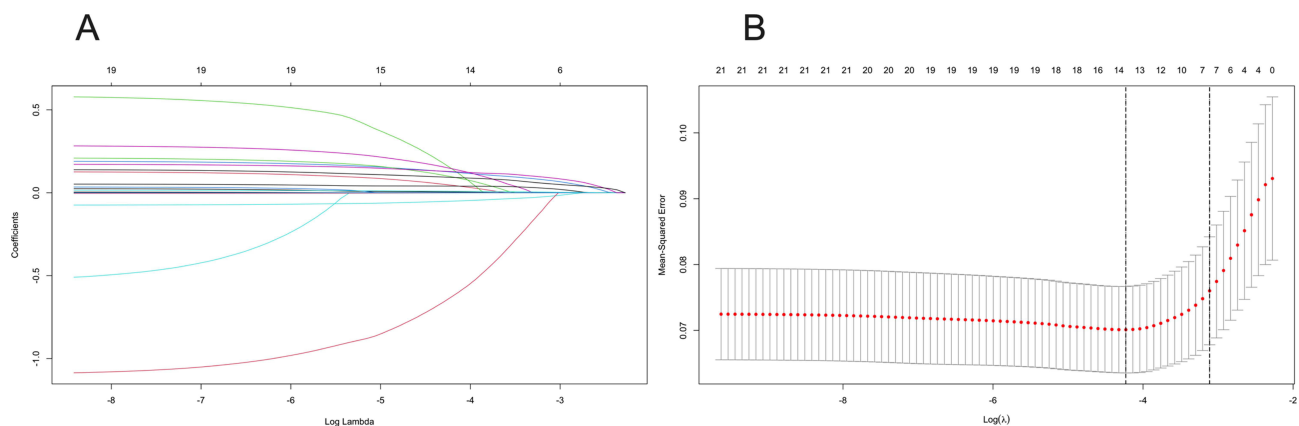 A
19 19 19 15 14 6
0.5
0.0
-0.5
-1.0
Coefficients
-8 -7 -6 -5 -4 -3
Log Lambda
B
21 21 21 21 21 21 20 20 20 19 19 19 19 19 19 18 18 16 14 13 12 10 7 7 6 4 4 0
0.10
0.09
0.08
0.07
Mean-Squared Error
-8 -6 -4 -2
Log(λ)